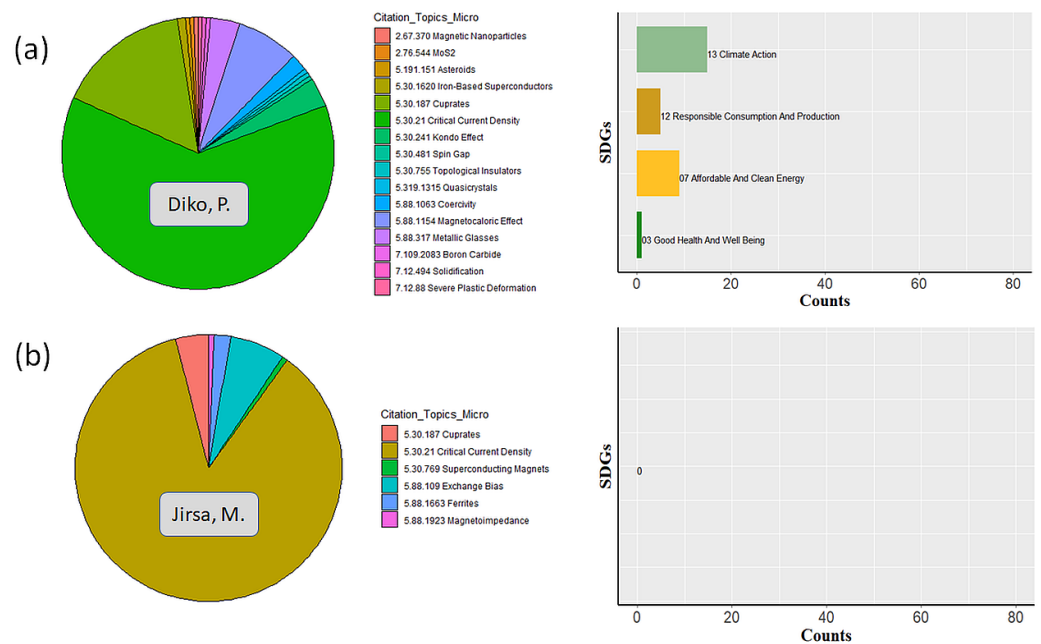 (a)
Diko, P.
Citation_Topics_Micro
2.67.370 Magnetic Nanoparticles
2.76.544 MoS2
5.191.151 Asteroids
5.30.1620 Iron-Based Superconductors
5.30.187 Cuprates
5.30.21 Critical Current Density
5.30.241 Kondo Effect
5.30.481 Spin Gap
5.30.755 Topological Insulators
5.319.1315 Quasicrystals
5.88.1063 Coercivity
5.88.1154 Magnetocaloric Effect
5.88.317 Metallic Glasses
7.109.2083 Boron Carbide
7.12.494 Solidification
7.12.88 Severe Plastic Deformation
SDGs
13 Climate Action
12 Responsible Consumption And Production
07 Affordable And Clean Energy
03 Good Health And Well Being
0 20 40 60 80
Counts
(b)
Jirsa, M.
Citation_Topics_Micro
5.30.187 Cuprates
5.30.21 Critical Current Density
5.30.769 Superconducting Magnets
5.88.109 Exchange Bias
5.88.1663 Ferrites
5.88.1923 Magnetoimpedance
SDGs
0
0 20 40 60 80
Counts